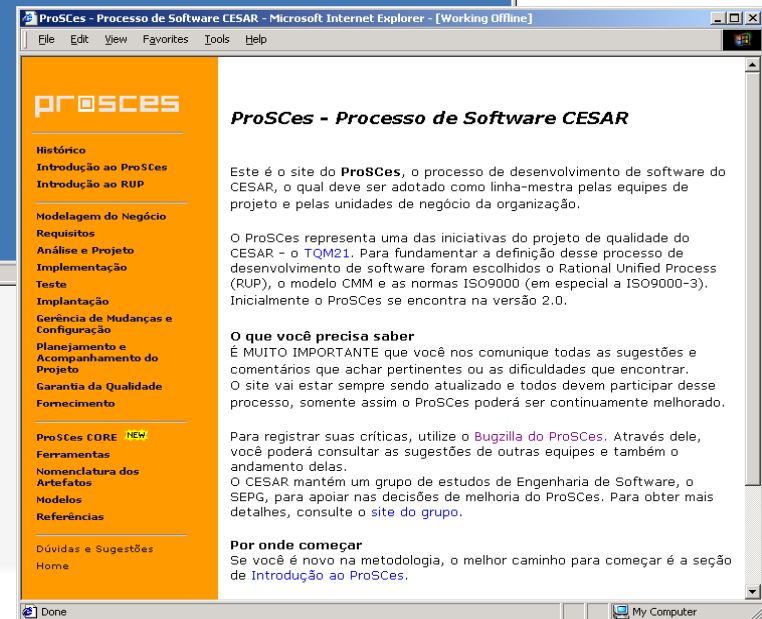 ProSCes - Processo de Software CESAR - Microsoft Internet Explorer - [Working Offline]
File Edit View Favorites Tools Help
prosces
Histórico
Introdução ao ProSCes
Introdução ao RUP
Modelagem do Negócio
Requisitos
Análise e Projeto
Implementação
Teste
Implantação
Gerência de Mudanças e
Configuração
Planejamento e
Acompanhamento do
Projeto
Garantia da Qualidade
Fornecimento
ProSCes CORE NEW
Ferramentas
Nomenclatura dos
Artefatos
Modelos
Referências
Dúvidas e Sugestões
Home
ProSCes - Processo de Software CESAR
Este é o site do ProSCes, o processo de desenvolvimento de software do
CESAR, o qual deve ser adotado como linha-mestra pelas equipes de
projeto e pelas unidades de negócio da organização.
O ProSCes representa uma das iniciativas do projeto de qualidade do
CESAR - o TQM21. Para fundamentar a definição desse processo de
desenvolvimento de software foram escolhidos o Rational Unified Process
(RUP), o modelo CMM e as normas ISO9000 (em especial a ISO9000-3).
Inicialmente o ProSCes se encontra na versão 2.0.
O que você precisa saber
É MUITO IMPORTANTE que você nos comunique todas as sugestões e
comentários que achar pertinentes ou as dificuldades que encontrar.
O site vai estar sempre sendo atualizado e todos devem participar desse
processo, somente assim o ProSCes poderá ser continuamente melhorado.
Para registrar suas críticas, utilize o Bugzilla do ProSCes. Através dele,
você poderá consultar as sugestões de outras equipes e também o
andamento delas.
O CESAR mantém um grupo de estudos de Engenharia de Software, o
SEPG, para apoiar nas decisões de melhoria do ProSCes. Para obter mais
detalhes, consulte o site do grupo.
Por onde começar
Se você é novo na metodologia, o melhor caminho para começar é a seção
de Introdução ao ProSCes.
Done
My Computer